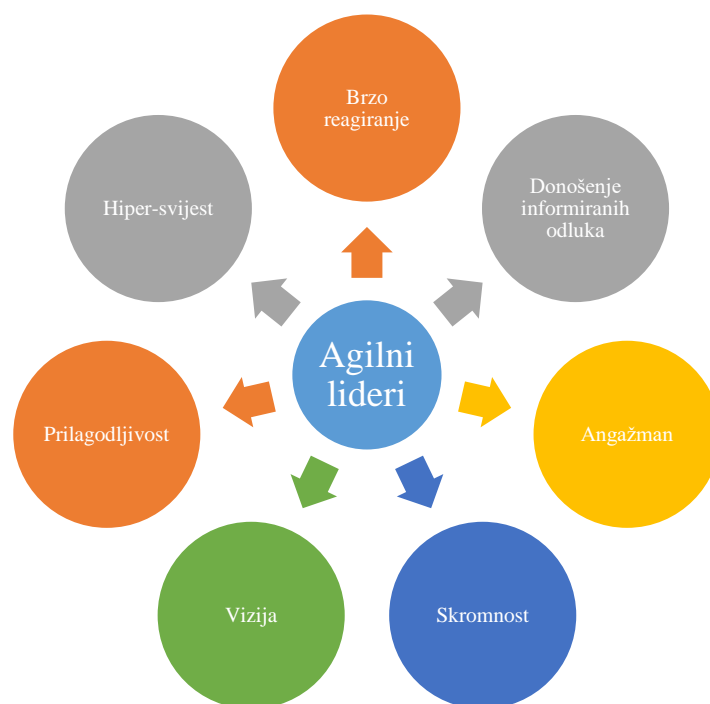 Brzo
reagiranje
Donošenje
informiranih
odluka
Hiper-svijest
Agilni
lideri
Prilagodljivost
Angažman
Vizija
Skromnost